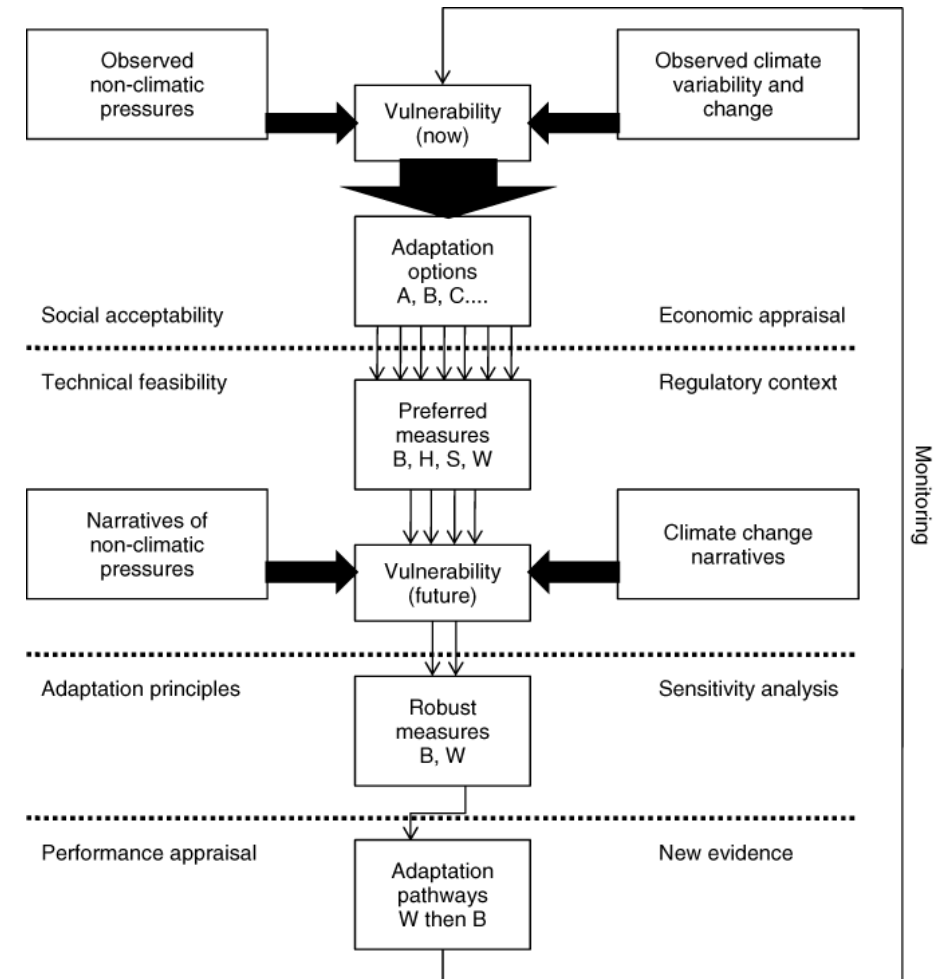 Observed
non-climatic
pressures
Vulnerability
(now)
Observed climate
variability and
change
Adaptation
options
A, B, C....
Social acceptability
Economic appraisal
Technical feasibility
Regulatory context
Preferred
measures
B, H, S, W
Narratives of
non-climatic
pressures
Vulnerability
(future)
Climate change
narratives
Monitoring
Adaptation principles
Sensitivity analysis
Robust
measures
B, W
Performance appraisal
New evidence
Adaptation
pathways
W then B